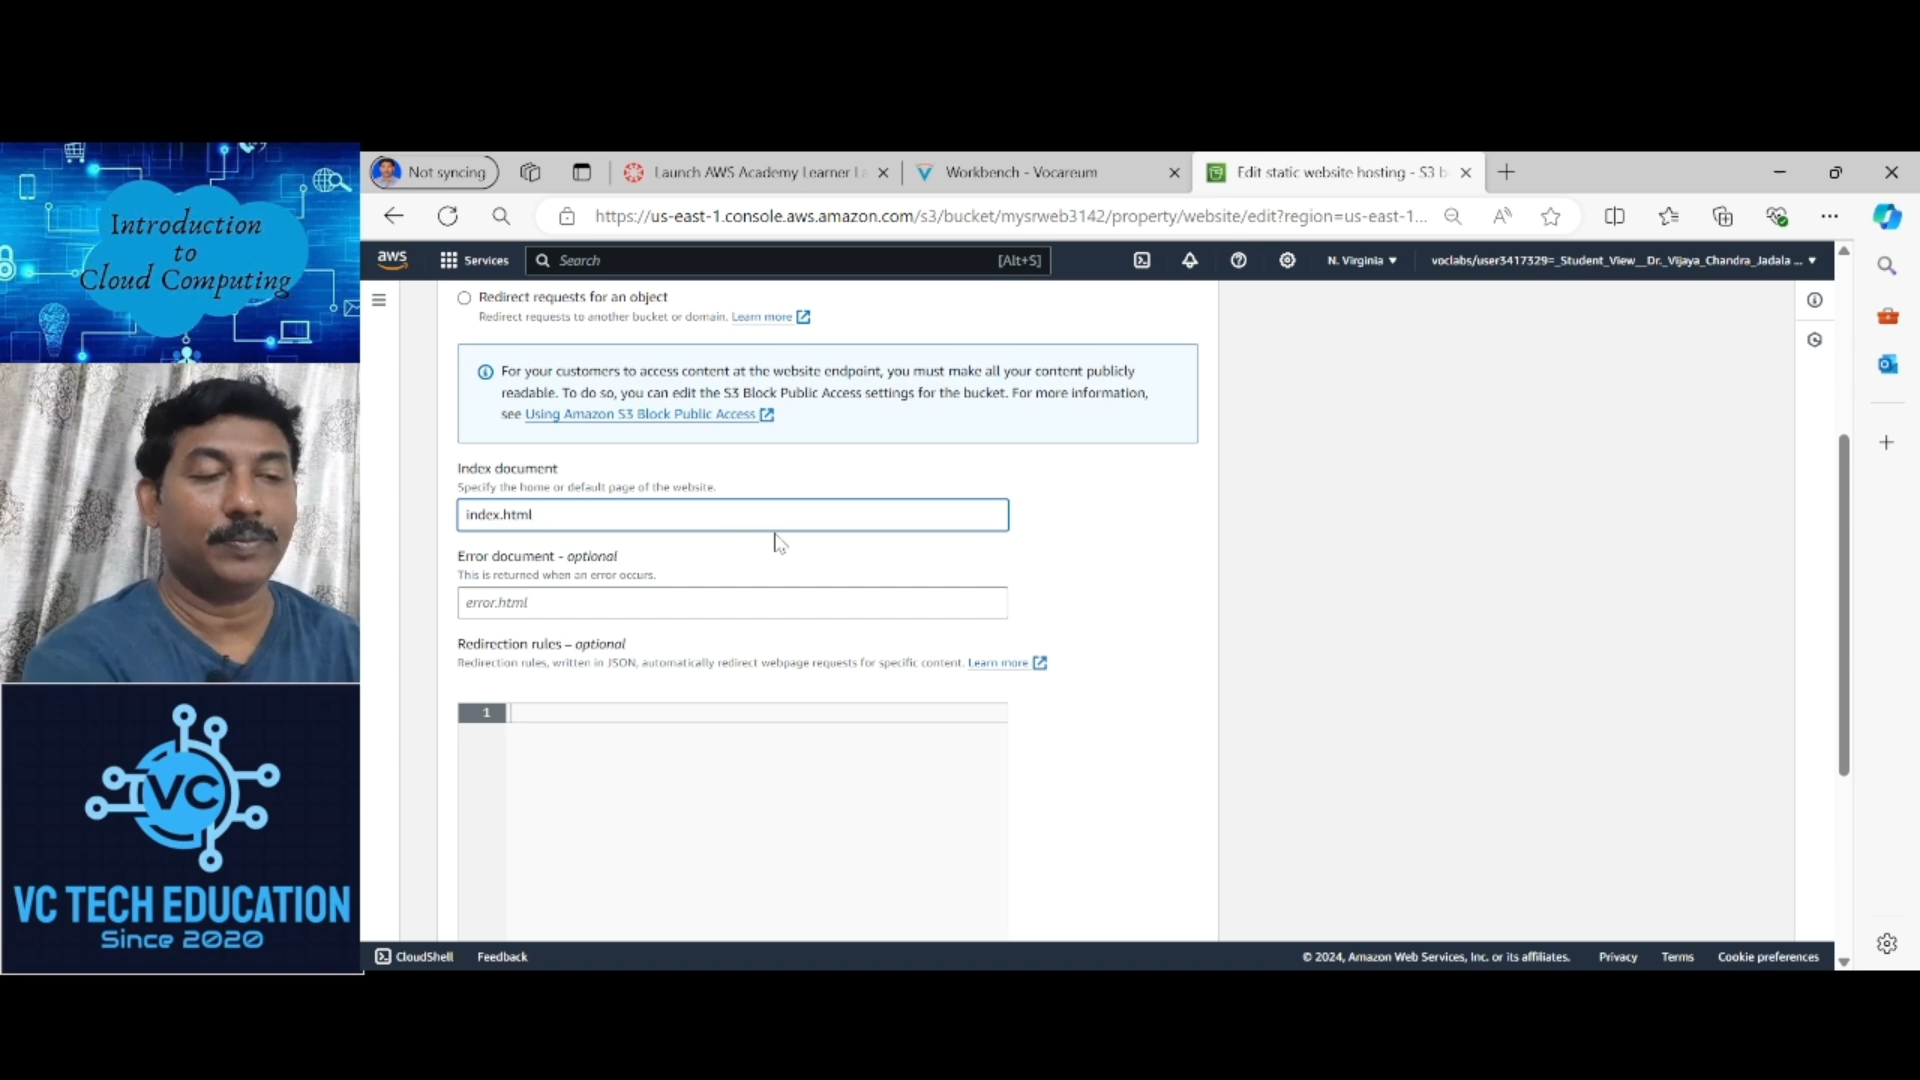 Introduction
to
Cloud Computing
VC
VC TECH EDUCATION
Since 2020
Not syncing
Launch AWS Academy Learner La
Workbench - Vocareum
Edit static website hosting - S3 b
https://us-east-1.console.aws.amazon.com/s3/bucket/mysrweb3142/property/website/edit?region=us-east-1...
aws
Services
Search
[Alt+S]
N. Virginia
voclabs/user3417329=_Student_View__Dr._Vijaya_Chandra_Jadala ...
Redirect requests for an object
Redirect requests to another bucket or domain. Learn more
For your customers to access content at the website endpoint, you must make all your content publicly
readable. To do so, you can edit the S3 Block Public Access settings for the bucket. For more information,
see Using Amazon S3 Block Public Access
Index document
Specify the home or default page of the website.
index.html
Error document - optional
This is returned when an error occurs.
error.html
Redirection rules – optional
Redirection rules, written in JSON, automatically redirect webpage requests for specific content. Learn more
1
CloudShell
Feedback
© 2024, Amazon Web Services, Inc. or its affiliates.
Privacy
Terms
Cookie preferences